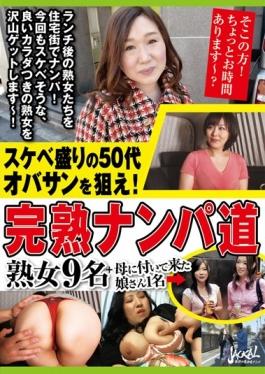 そこの方！
ちょっとお時間
あります〜？
ランチ後の熟女たちを
住宅街でナンパ！
今回もスケベそうな、
良いカラダつきの熟女を
沢山ゲットします〜！
スケベ盛りの50代
オバサンを狙え！
完熟ナンパ道
熟女9名+母に付いて来た
娘さん1名
JACKAL